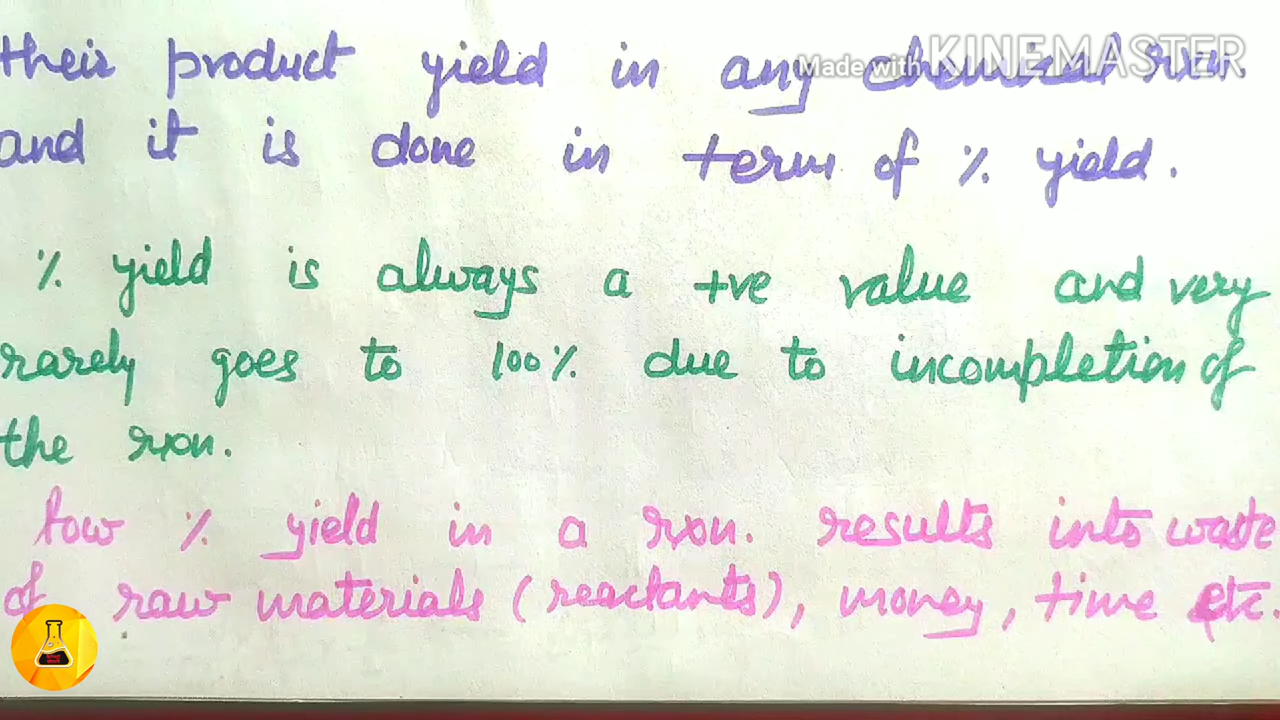 their product yield in any chemical rxn.
Made with KINEMASTER
and it is done in term of % yield.
% yield is always a +ve value and very
rarely goes to 100% due to incompletion of
the rxn.
low % yield in a rxn. results into waste
of raw materials (reactants), money, time etc.